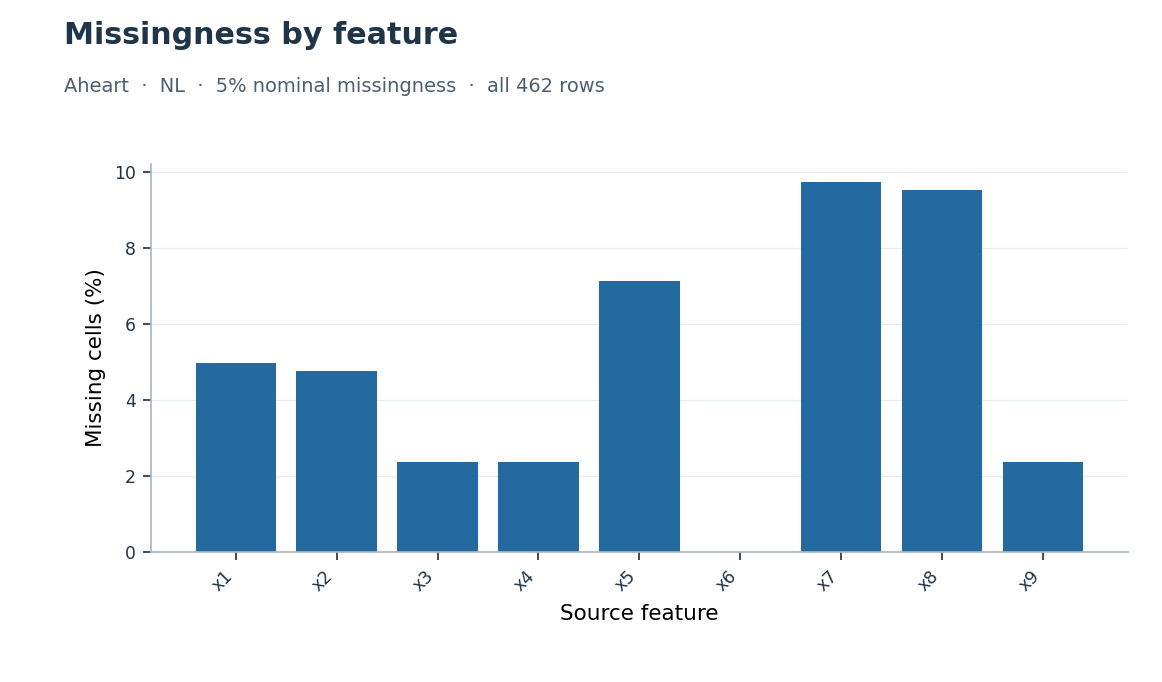 Missingness by feature
Aheart · NL · 5% nominal missingness · all 462 rows
10
8
6
4
2
0
Missing cells (%)
x1 x2 x3 x4 x5 x6 x7 x8 x9
Source feature